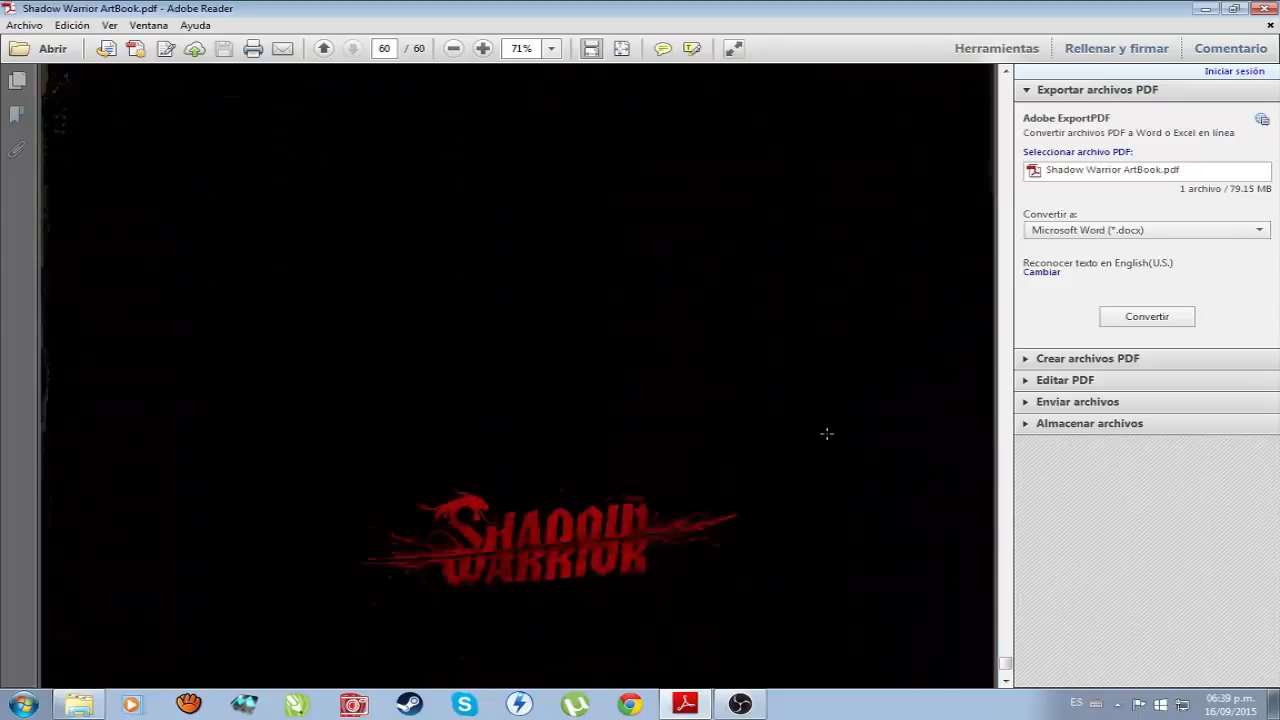 Shadow Warrior ArtBook.pdf - Adobe Reader
Archivo Edición Ver Ventana Ayuda
Abrir 60 / 60 71% Herramientas Rellenar y firmar Comentario
Iniciar sesión
Exportar archivos PDF
Adobe ExportPDF
Convertir archivos PDF a Word o Excel en línea
Seleccionar archivo PDF:
Shadow Warrior ArtBook.pdf
1 archivo / 79.15 MB
Convertir a:
Microsoft Word (*.docx)
Reconocer texto en English(U.S.)
Cambiar
Convertir
Crear archivos PDF
Editar PDF
Enviar archivos
Almacenar archivos
SHADOW
WARRIOR
ES 06:39 p.m.
16/09/2015